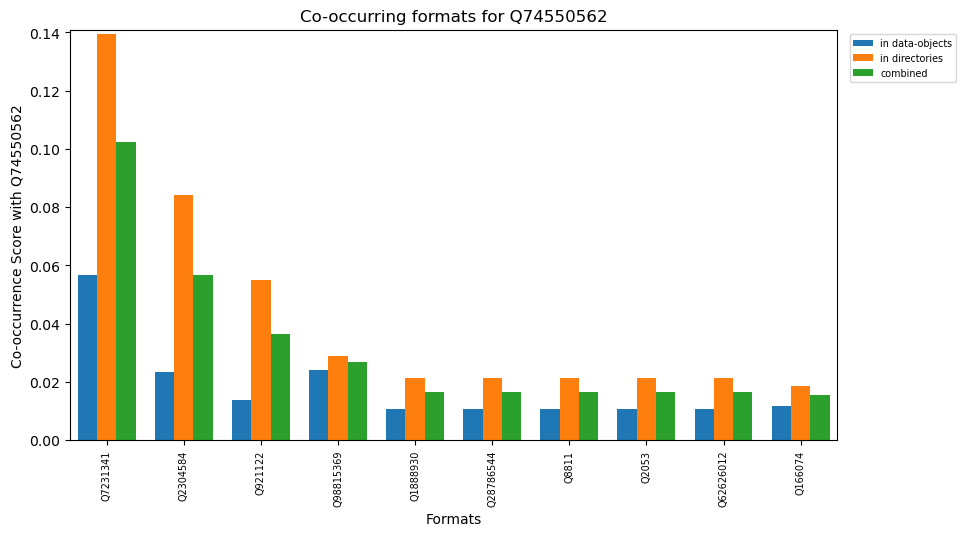 Co-occurring formats for Q74550562
in data-objects
in directories
combined
Co-occurrence Score with Q74550562
0.14
0.12
0.10
0.08
0.06
0.04
0.02
0.00
Q7231341
Q2304584
Q921122
Q98815369
Q1888930
Q28786544
Q8811
Q2053
Q62626012
Q166074
Formats